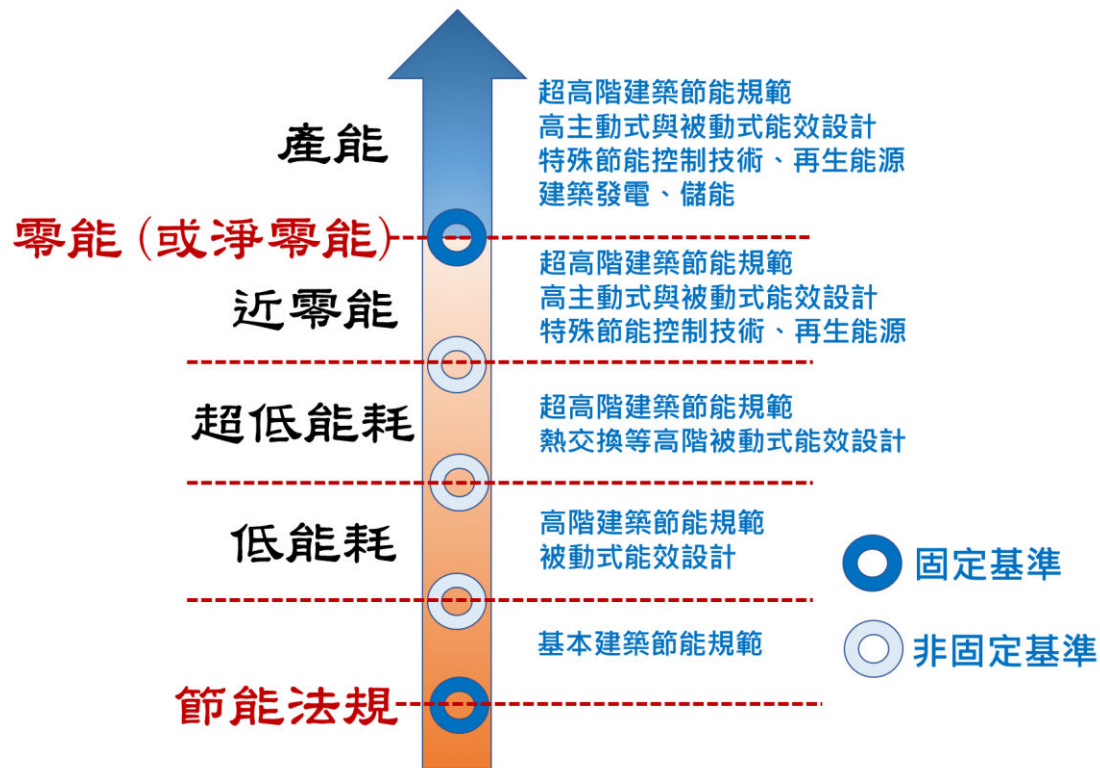 產能
超高階建築節能規範
高主動式與被動式能效設計
特殊節能控制技術、再生能源
建築發電、儲能
零能(或淨零能)
近零能
超高階建築節能規範
高主動式與被動式能效設計
特殊節能控制技術、再生能源
超低能耗
超高階建築節能規範
熱交換等高階被動式能效設計
低能耗
高階建築節能規範
被動式能效設計
固定基準
基本建築節能規範
非固定基準
節能法規